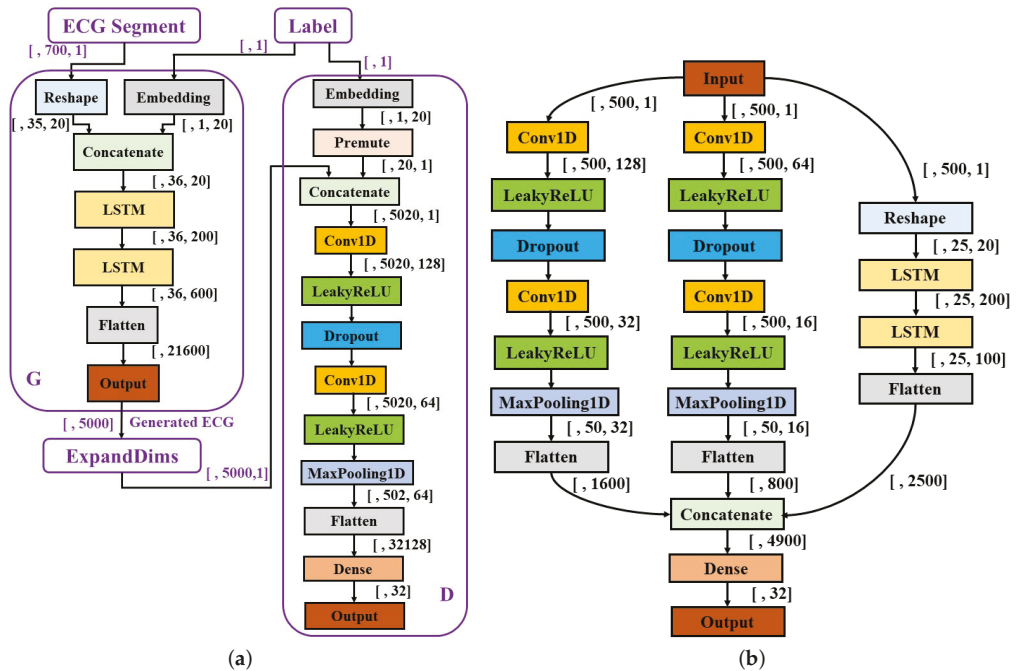 ECG Segment
Label
[ , 700, 1]
[ , 1]
[ , 1]
Reshape
Embedding
[ , 35, 20]
[ , 1, 20]
Concatenate
[ , 36, 20]
LSTM
[ , 36, 200]
LSTM
[ , 36, 600]
Flatten
[ , 21600]
Output
G
[ , 5000]
Generated ECG
ExpandDims
[ , 5000,1]
Embedding
[ , 1, 20]
Premute
[ , 20, 1]
Concatenate
[ , 5020, 1]
Conv1D
[ , 5020, 128]
LeakyReLU
Dropout
Conv1D
[ , 5020, 64]
LeakyReLU
MaxPooling1D
[ , 502, 64]
Flatten
[ , 32128]
Dense
[ , 32]
Output
D
(a)
Input
[ , 500, 1]
Conv1D
[ , 500, 128]
LeakyReLU
Dropout
Conv1D
[ , 500, 32]
LeakyReLU
MaxPooling1D
[ , 50, 32]
Flatten
[ , 1600]
[ , 500, 1]
Conv1D
[ , 500, 64]
LeakyReLU
Dropout
Conv1D
[ , 500, 16]
LeakyReLU
MaxPooling1D
[ , 50, 16]
Flatten
[ , 800]
[ , 500, 1]
Reshape
[ , 25, 20]
LSTM
[ , 25, 200]
LSTM
[ , 25, 100]
Flatten
[ , 2500]
Concatenate
[ , 4900]
Dense
[ , 32]
Output
(b)